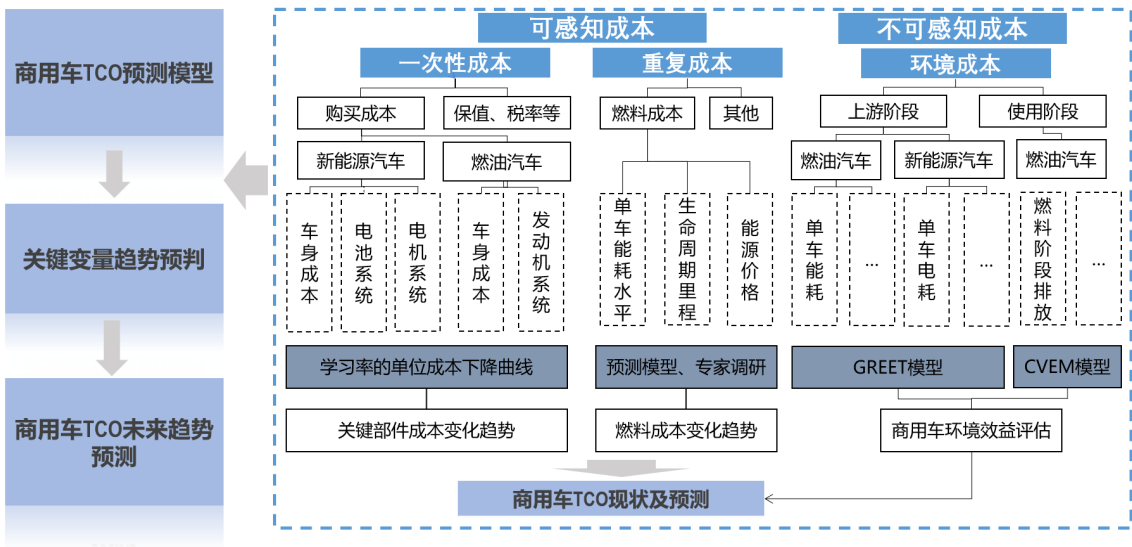 商用车TCO预测模型
关键变量趋势预判
商用车TCO未来趋势
预测
可感知成本
不可感知成本
一次性成本
重复成本
环境成本
购买成本
保值、税率等
燃料成本
其他
上游阶段
使用阶段
新能源汽车
燃油汽车
燃油汽车
新能源汽车
燃油汽车
车身成本
电池系统
电机系统
车身成本
发动机系统
单车能耗水平
生命周期里程
能源价格
单车能耗
...
单车电耗
...
燃料阶段排放
...
学习率的单位成本下降曲线
预测模型、专家调研
GREET模型
CVEM模型
关键部件成本变化趋势
燃料成本变化趋势
商用车环境效益评估
商用车TCO现状及预测